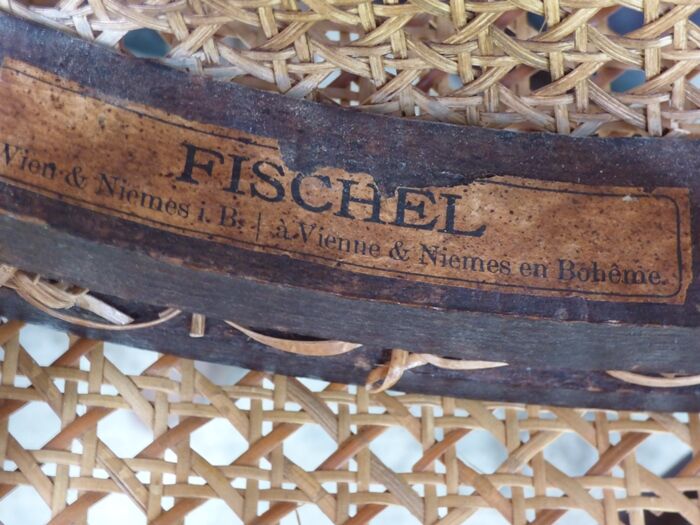 FISCHEL
Wien & Niemes i. B. | à Vienne & Niemes en Bohême.